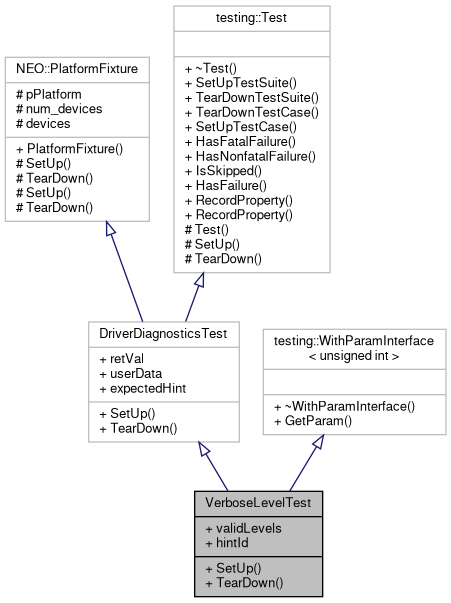 testing::Test
+ ~Test()
+ SetUpTestSuite()
+ TearDownTestSuite()
+ TearDownTestCase()
+ SetUpTestCase()
+ HasFatalFailure()
+ HasNonfatalFailure()
+ IsSkipped()
+ HasFailure()
+ RecordProperty()
+ RecordProperty()
# Test()
# SetUp()
# TearDown()
NEO::PlatformFixture
# pPlatform
# num_devices
# devices
+ PlatformFixture()
# SetUp()
# TearDown()
# SetUp()
# TearDown()
DriverDiagnosticsTest
+ retVal
+ userData
+ expectedHint
+ SetUp()
+ TearDown()
testing::WithParamInterface
< unsigned int >
+ ~WithParamInterface()
+ GetParam()
VerboseLevelTest
+ validLevels
+ hintId
+ SetUp()
+ TearDown()